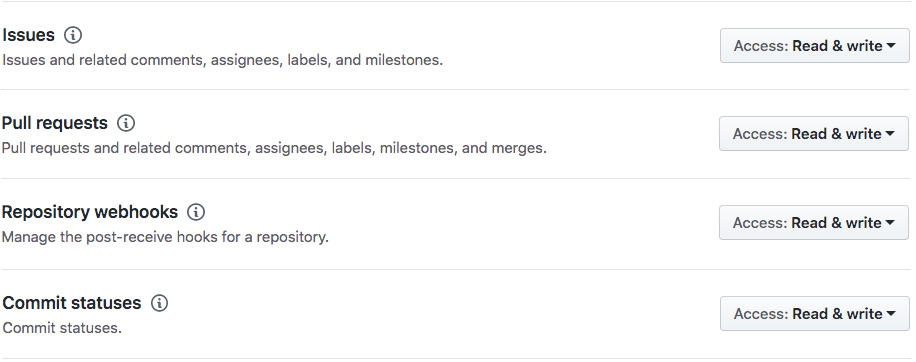 Issues
Access: Read & write
Issues and related comments, assignees, labels, and milestones.
Pull requests
Access: Read & write
Pull requests and related comments, assignees, labels, milestones, and merges.
Repository webhooks
Access: Read & write
Manage the post-receive hooks for a repository.
Commit statuses
Access: Read & write
Commit statuses.